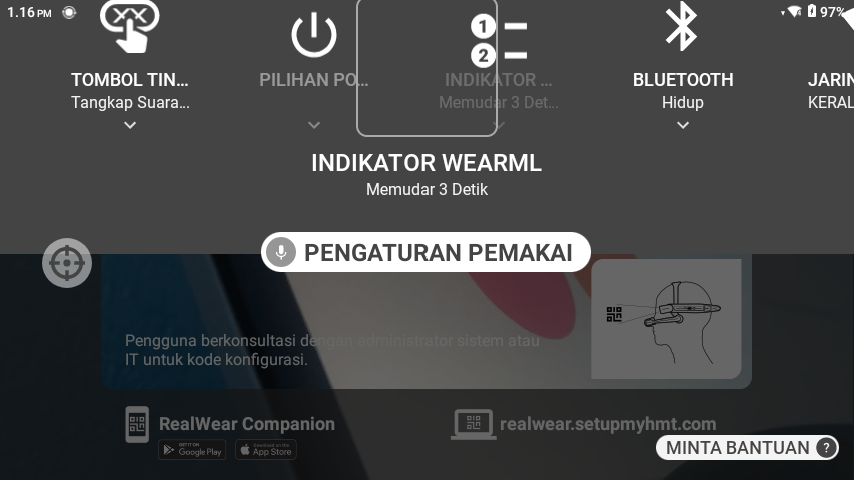 1.16 PM
97%
1
2
TOMBOL TIN...
Tangkap Suara...
PILIHAN PO...
INDIKATOR ...
Memudar 3 Det...
BLUETOOTH
Hidup
JARIN
KERAL
INDIKATOR WEARML
Memudar 3 Detik
PENGATURAN PEMAKAI
Pengguna berkonsultasi dengan administrator sistem atau
IT untuk kode konfigurasi.
RealWear Companion
GET IT ON
Google Play
Download on the
App Store
realwear.setupmyhmt.com
MINTA BANTUAN ?